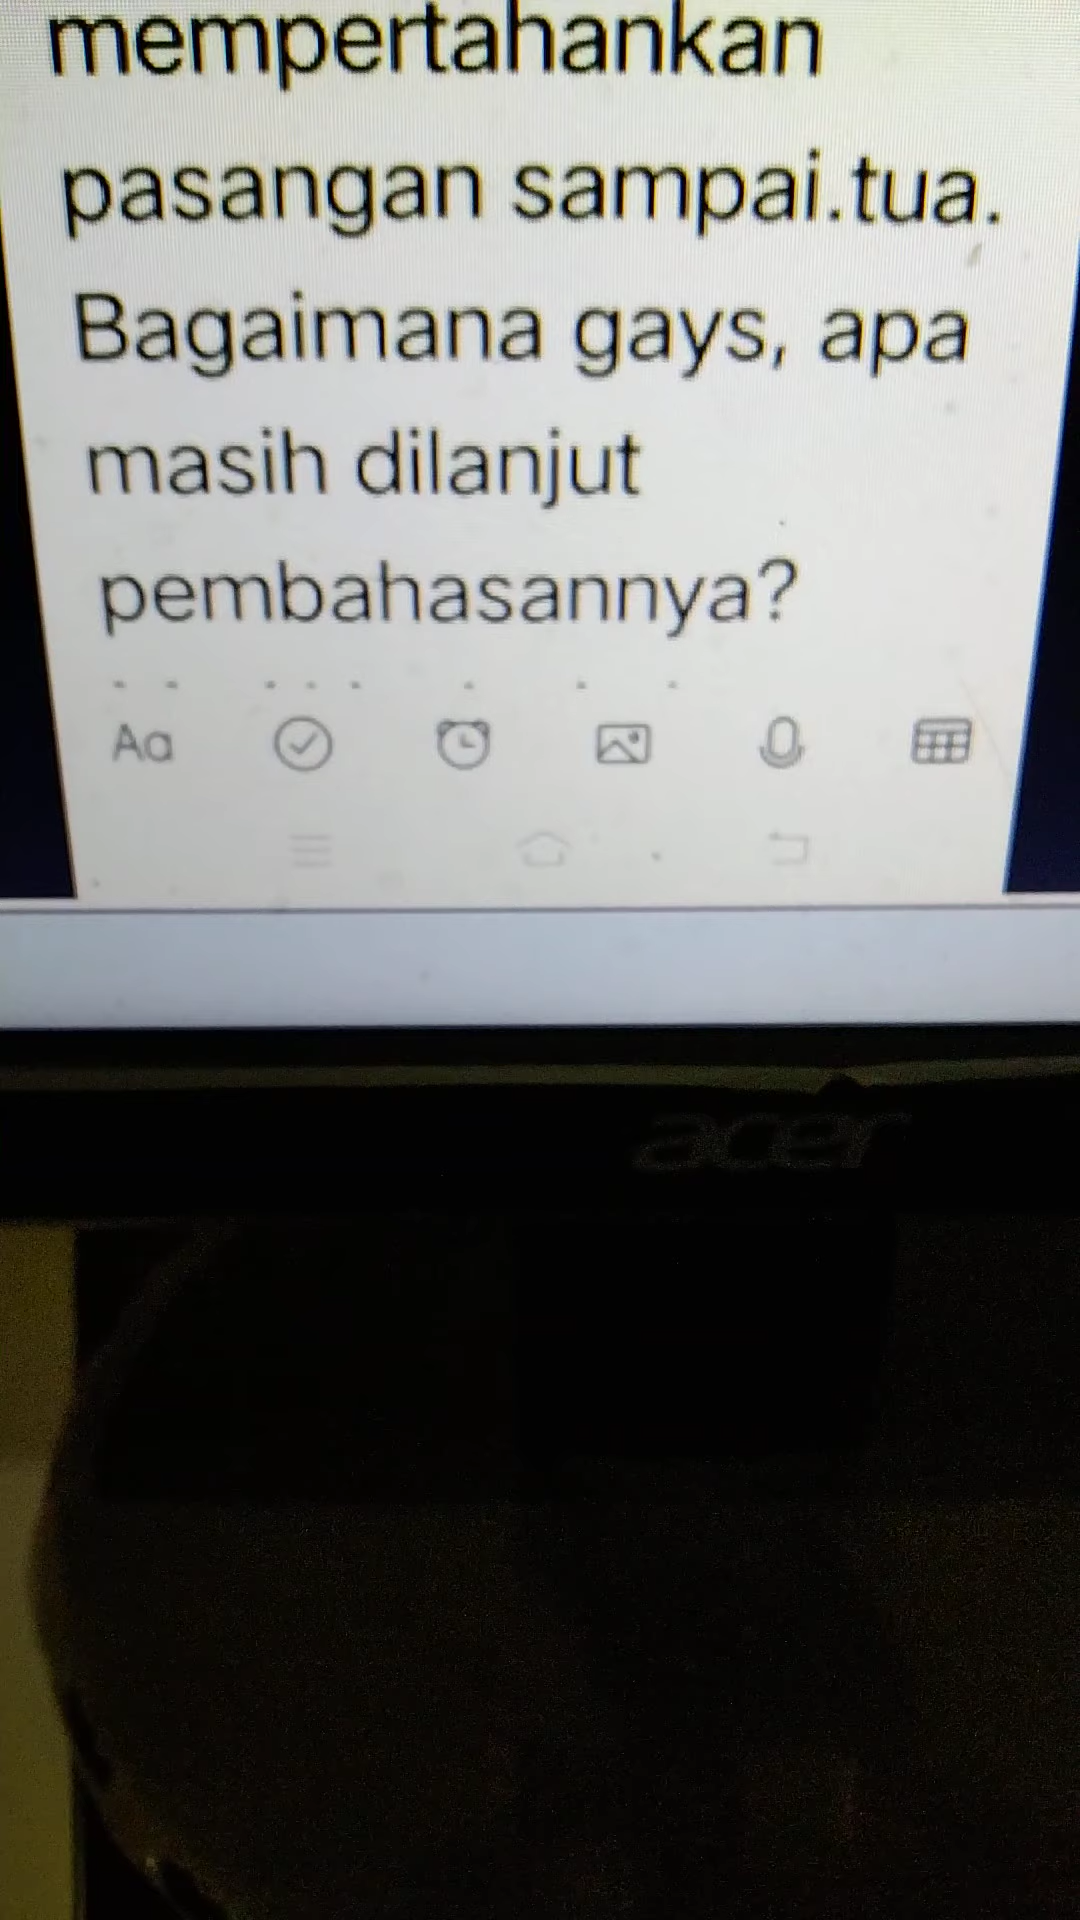 mempertahankan
pasangan sampai.tua.
Bagaimana gays, apa
masih dilanjut
pembahasannya?
Aa
acer